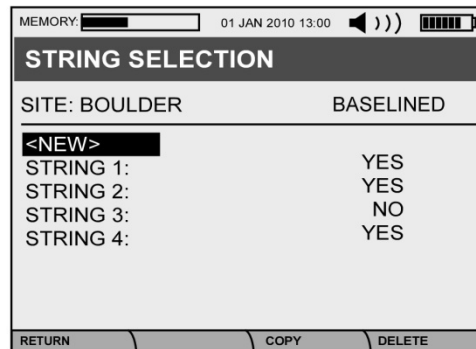 MEMORY: 01 JAN 2010 13:00
STRING SELECTION
SITE: BOULDER BASELINED
<NEW>
STRING 1: YES
STRING 2: YES
STRING 3: NO
STRING 4: YES
RETURN COPY DELETE